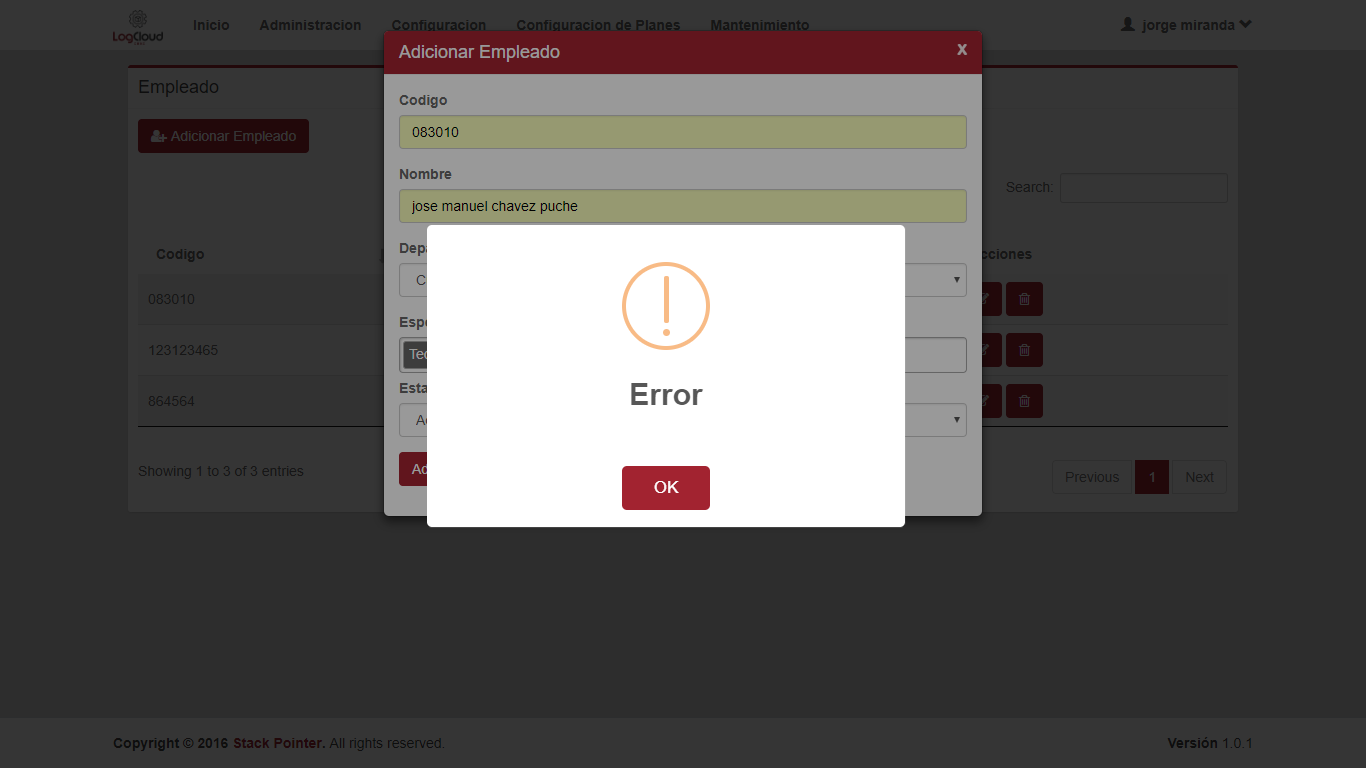 LogCloud
Inicio Administracion Configuracion Configuracion de Planes Mantenimiento jorge miranda
Adicionar Empleado x
Empleado
Codigo
Adicionar Empleado
083010
Nombre
Search:
jose manuel chavez puche
Codigo
083010
123123465
864564
Error
OK
Showing 1 to 3 of 3 entries
Previous 1 Next
Copyright © 2016 Stack Pointer. All rights reserved.
Versión 1.0.1